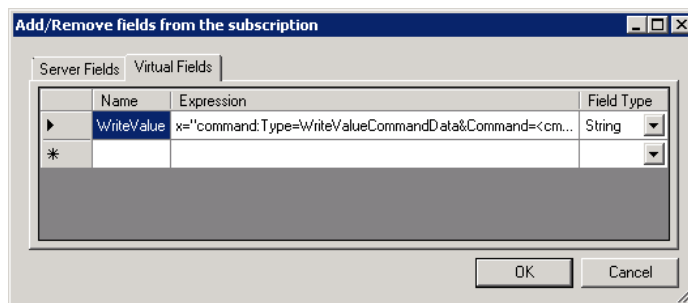 Add/Remove fields from the subscription
Server Fields Virtual Fields
Name Expression Field Type
WriteValue x="command:Type=WriteValueCommandData&Command=<cm... String
OK Cancel